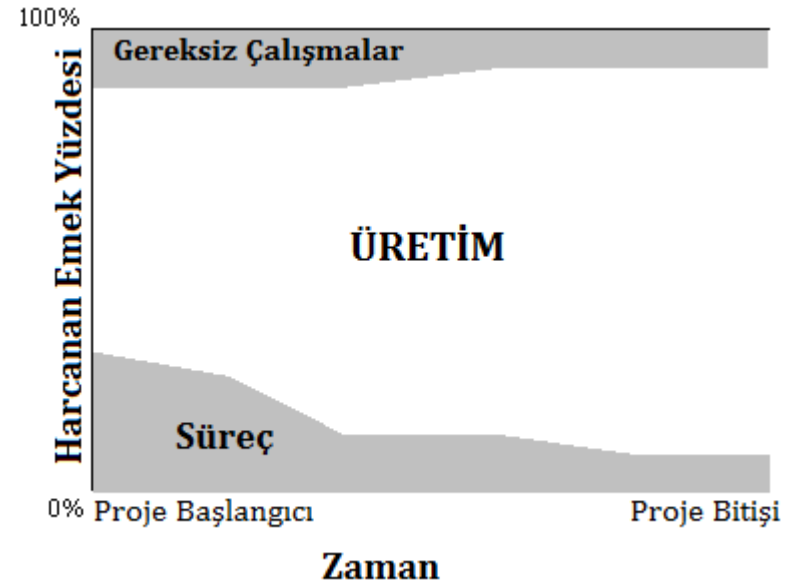 100%
Gereksiz Çalışmalar
Harcanan Emek Yüzdesi
ÜRETİM
Süreç
0%
Proje Başlangıcı
Proje Bitişi
Zaman